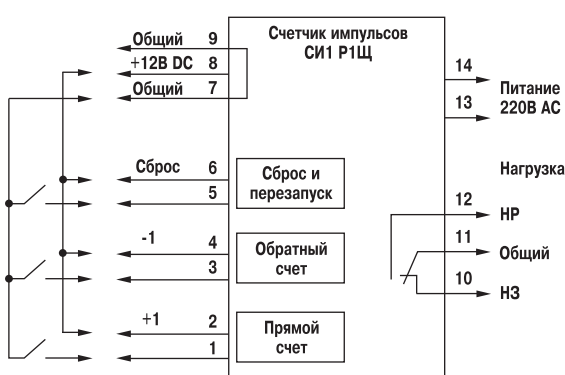 Счетчик импульсов
СИ1 Р1Щ
Общий 9
+12В DC 8
Общий 7
14
13
Питание
220В АС
Сброс 6
5
Сброс и
перезапуск
Нагрузка
12
НР
11
Общий
10
НЗ
-1 4
3
Обратный
счет
+1 2
1
Прямой
счет